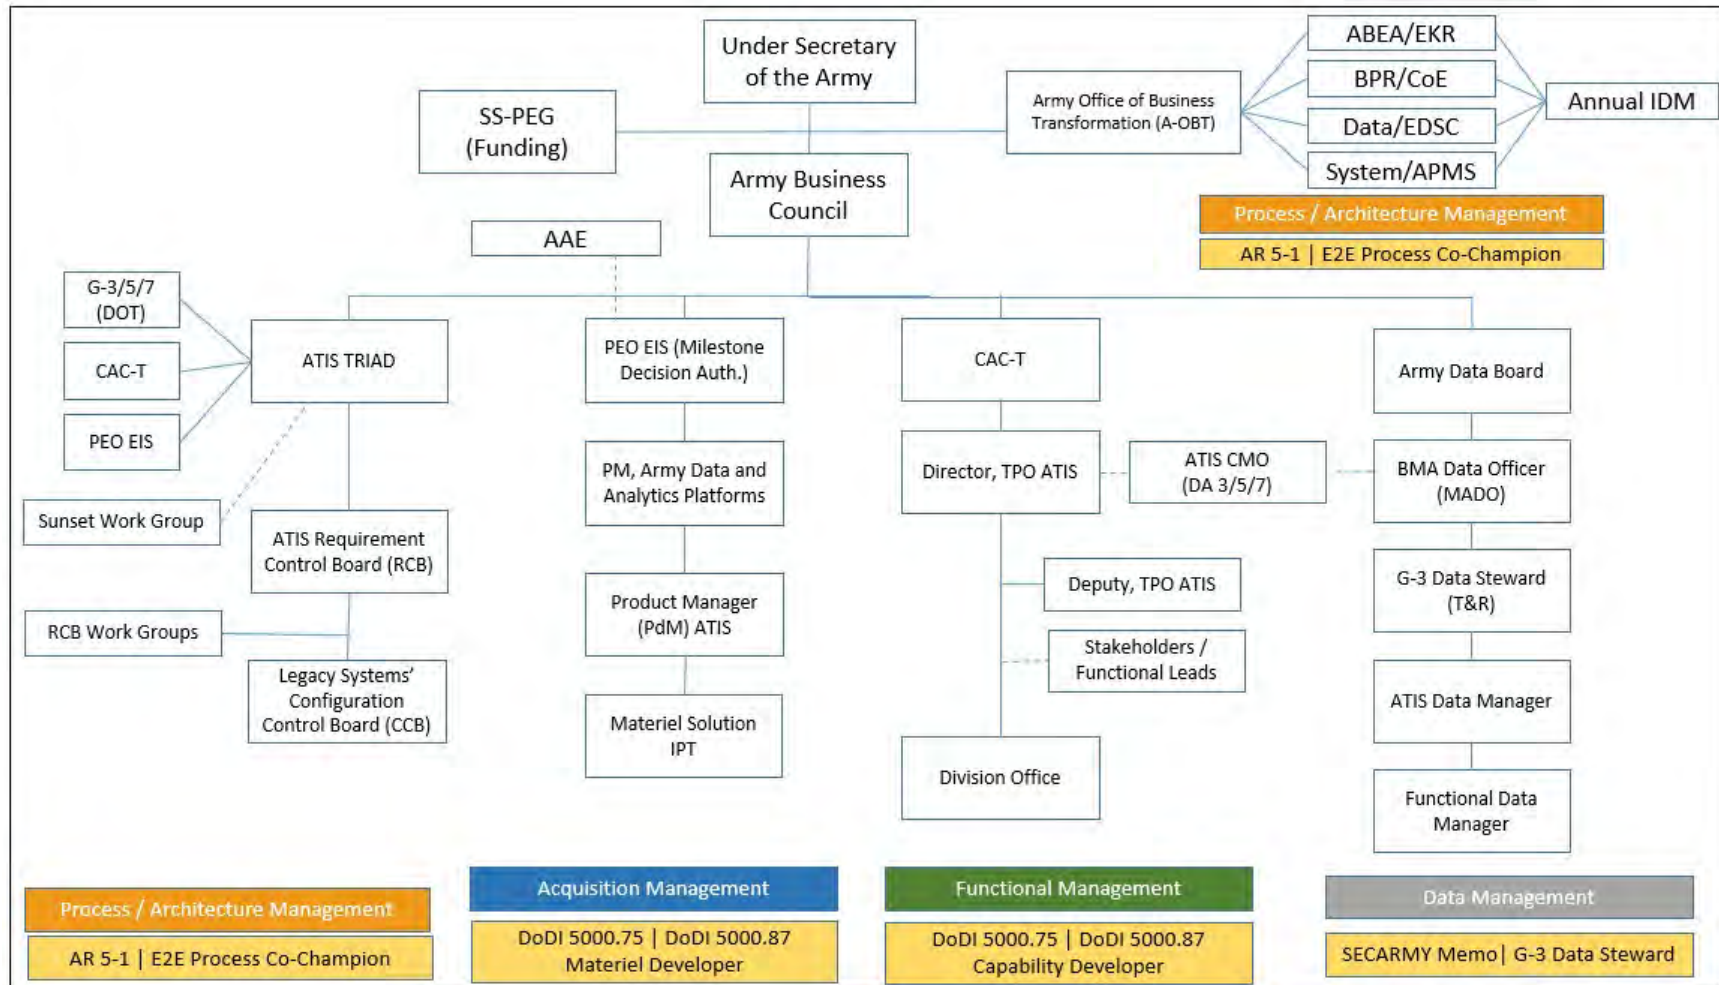 Under Secretary
of the Army
SS-PEG
(Funding)
Army Office of Business
Transformation (A-OBT)
ABEA/EKR
BPR/CoE
Data/EDSC
System/APMS
Annual IDM
Process / Architecture Management
AR 5-1 | E2E Process Co-Champion
Army Business
Council
AAE
G-3/5/7
(DOT)
CAC-T
PEO EIS
ATIS TRIAD
Sunset Work Group
ATIS Requirement
Control Board (RCB)
RCB Work Groups
Legacy Systems'
Configuration
Control Board (CCB)
PEO EIS (Milestone
Decision Auth.)
PM, Army Data and
Analytics Platforms
Product Manager
(PdM) ATIS
Materiel Solution
IPT
CAC-T
Director, TPO ATIS
ATIS CMO
(DA 3/5/7)
Deputy, TPO ATIS
Stakeholders /
Functional Leads
Division Office
Army Data Board
BMA Data Officer
(MADO)
G-3 Data Steward
(T&R)
ATIS Data Manager
Functional Data
Manager
Process / Architecture Management
AR 5-1 | E2E Process Co-Champion
Acquisition Management
DoDI 5000.75 | DoDI 5000.87
Materiel Developer
Functional Management
DoDI 5000.75 | DoDI 5000.87
Capability Developer
Data Management
SECARMY Memo| G-3 Data Steward